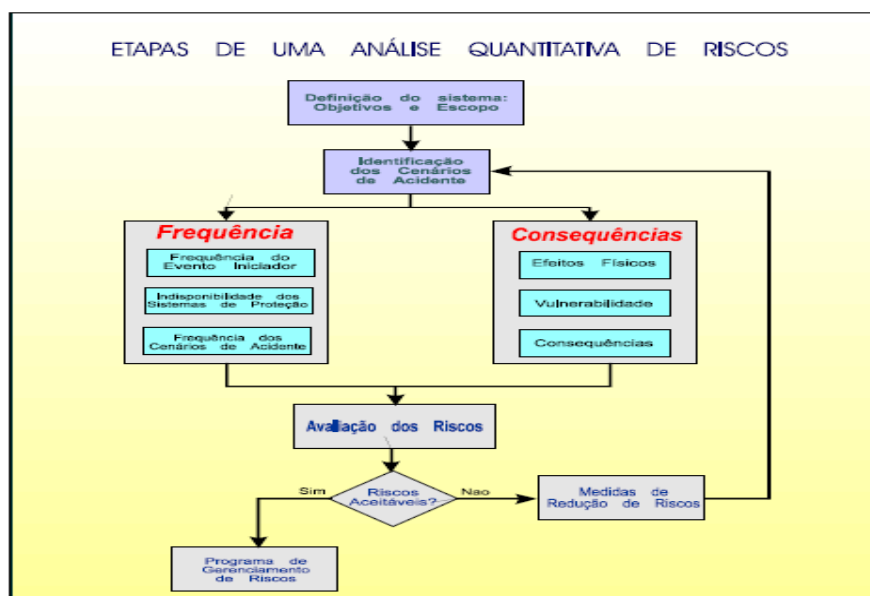 ETAPAS DE UMA ANÁLISE QUANTITATIVA DE RISCOS
Definição do sistema:
Objetivos e Escopo
Identificação
dos Cenários
de Acidente
Frequência
Frequência do
Evento Iniciador
Indisponibilidade dos
Sistemas de Proteção
Frequência dos
Cenários de Acidente
Consequências
Efeitos Físicos
Vulnerabilidade
Consequências
Avaliação dos Riscos
Riscos
Aceitáveis?
Sim
Nao
Medidas de
Redução de Riscos
Programa de
Gerenciamento
de Riscos